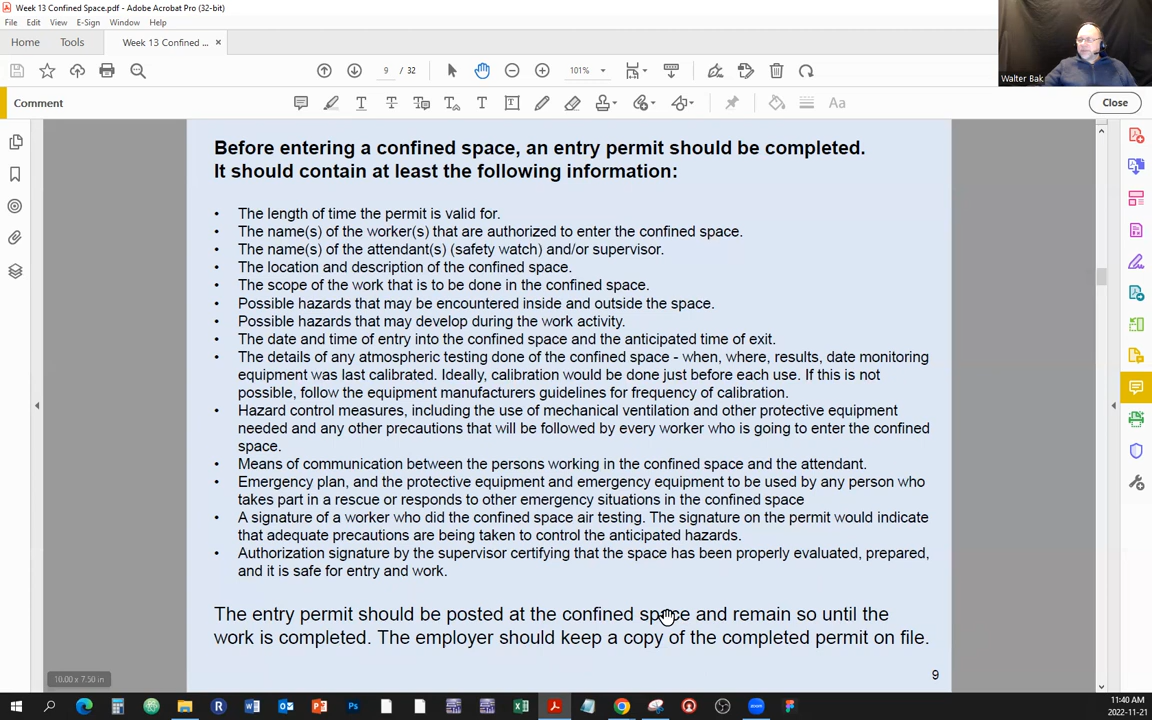 Week 13 Confined Space.pdf - Adobe Acrobat Pro (32-bit)
File Edit View E-Sign Window Help
Home Tools Week 13 Confined ... ×
9 / 32 101%
Walter Bak
Comment
Close
Before entering a confined space, an entry permit should be completed.
It should contain at least the following information:
• The length of time the permit is valid for.
• The name(s) of the worker(s) that are authorized to enter the confined space.
• The name(s) of the attendant(s) (safety watch) and/or supervisor.
• The location and description of the confined space.
• The scope of the work that is to be done in the confined space.
• Possible hazards that may be encountered inside and outside the space.
• Possible hazards that may develop during the work activity.
• The date and time of entry into the confined space and the anticipated time of exit.
• The details of any atmospheric testing done of the confined space - when, where, results, date monitoring
equipment was last calibrated. Ideally, calibration would be done just before each use. If this is not
possible, follow the equipment manufacturers guidelines for frequency of calibration.
• Hazard control measures, including the use of mechanical ventilation and other protective equipment
needed and any other precautions that will be followed by every worker who is going to enter the confined
space.
• Means of communication between the persons working in the confined space and the attendant.
• Emergency plan, and the protective equipment and emergency equipment to be used by any person who
takes part in a rescue or responds to other emergency situations in the confined space
• A signature of a worker who did the confined space air testing. The signature on the permit would indicate
that adequate precautions are being taken to control the anticipated hazards.
• Authorization signature by the supervisor certifying that the space has been properly evaluated, prepared,
and it is safe for entry and work.
The entry permit should be posted at the confined space and remain so until the
work is completed. The employer should keep a copy of the completed permit on file.
9
10.00 x 7.50 in
11:40 AM
2022-11-21